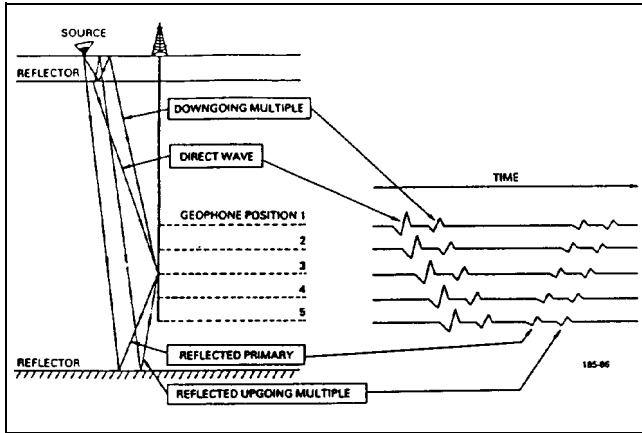 SOURCE
REFLECTOR
DOWNGOING MULTIPLE
DIRECT WAVE
TIME
GEOPHONE POSITION 1
2
3
4
5
REFLECTED PRIMARY
REFLECTOR
185-86
REFLECTED UPGOING MULTIPLE